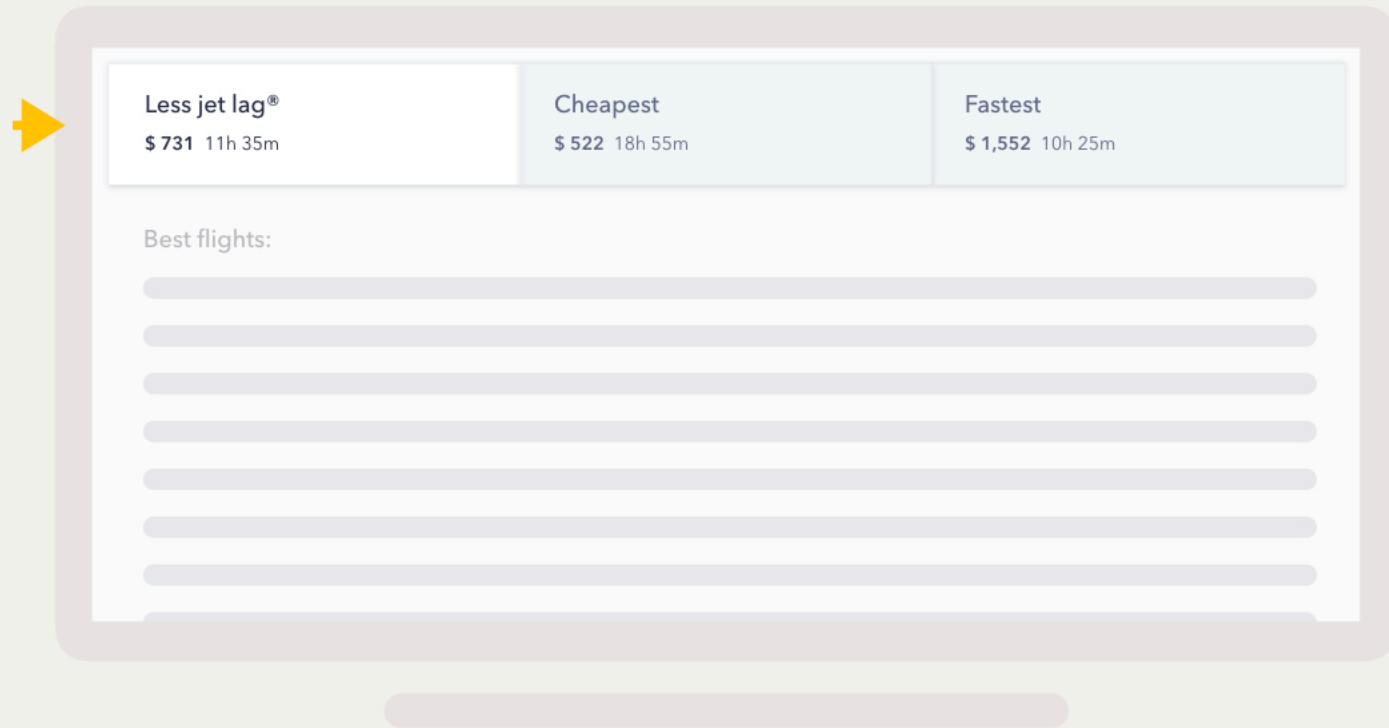 Less jet lag®
$ 731 11h 35m
Cheapest
$ 522 18h 55m
Fastest
$ 1,552 10h 25m
Best flights: